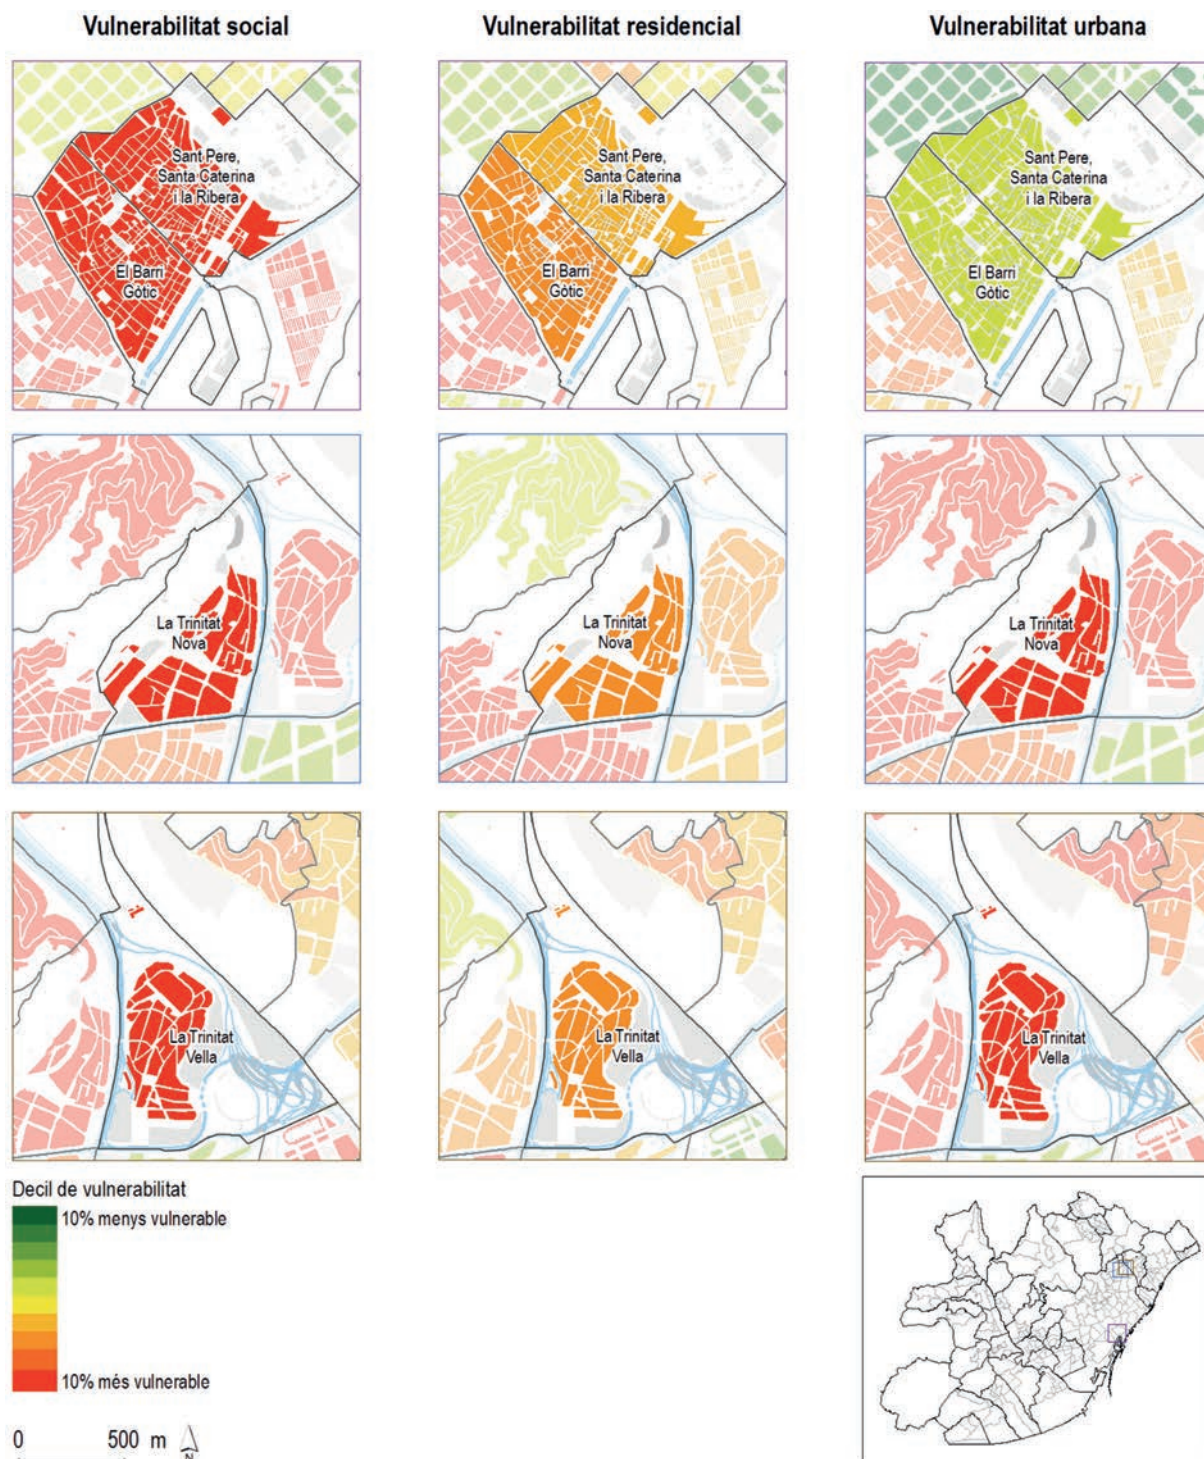 Vulnerabilitat social
Vulnerabilitat residencial
Vulnerabilitat urbana
Sant Pere,
Santa Caterina
i la Ribera
El Barri
Gòtic
Sant Pere,
Santa Caterina
i la Ribera
El Barri
Gòtic
Sant Pere,
Santa Caterina
i la Ribera
El Barri
Gòtic
La Trinitat
Nova
La Trinitat
Nova
La Trinitat
Nova
La Trinitat
Vella
La Trinitat
Vella
La Trinitat
Vella
Decil de vulnerabilitat
10% menys vulnerable
10% més vulnerable
0 500 m
N